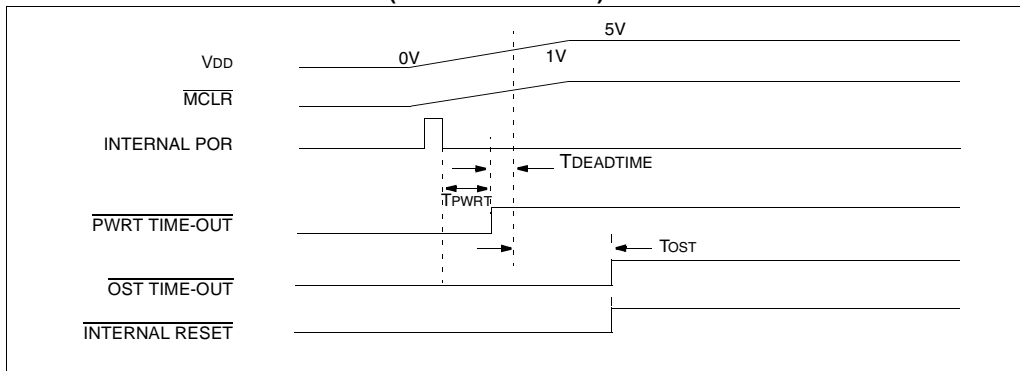 5V
VDD 0V 1V
MCLR
INTERNAL POR
TDEADTIME
TPWRT
PWRT TIME-OUT
TOST
OST TIME-OUT
INTERNAL RESET